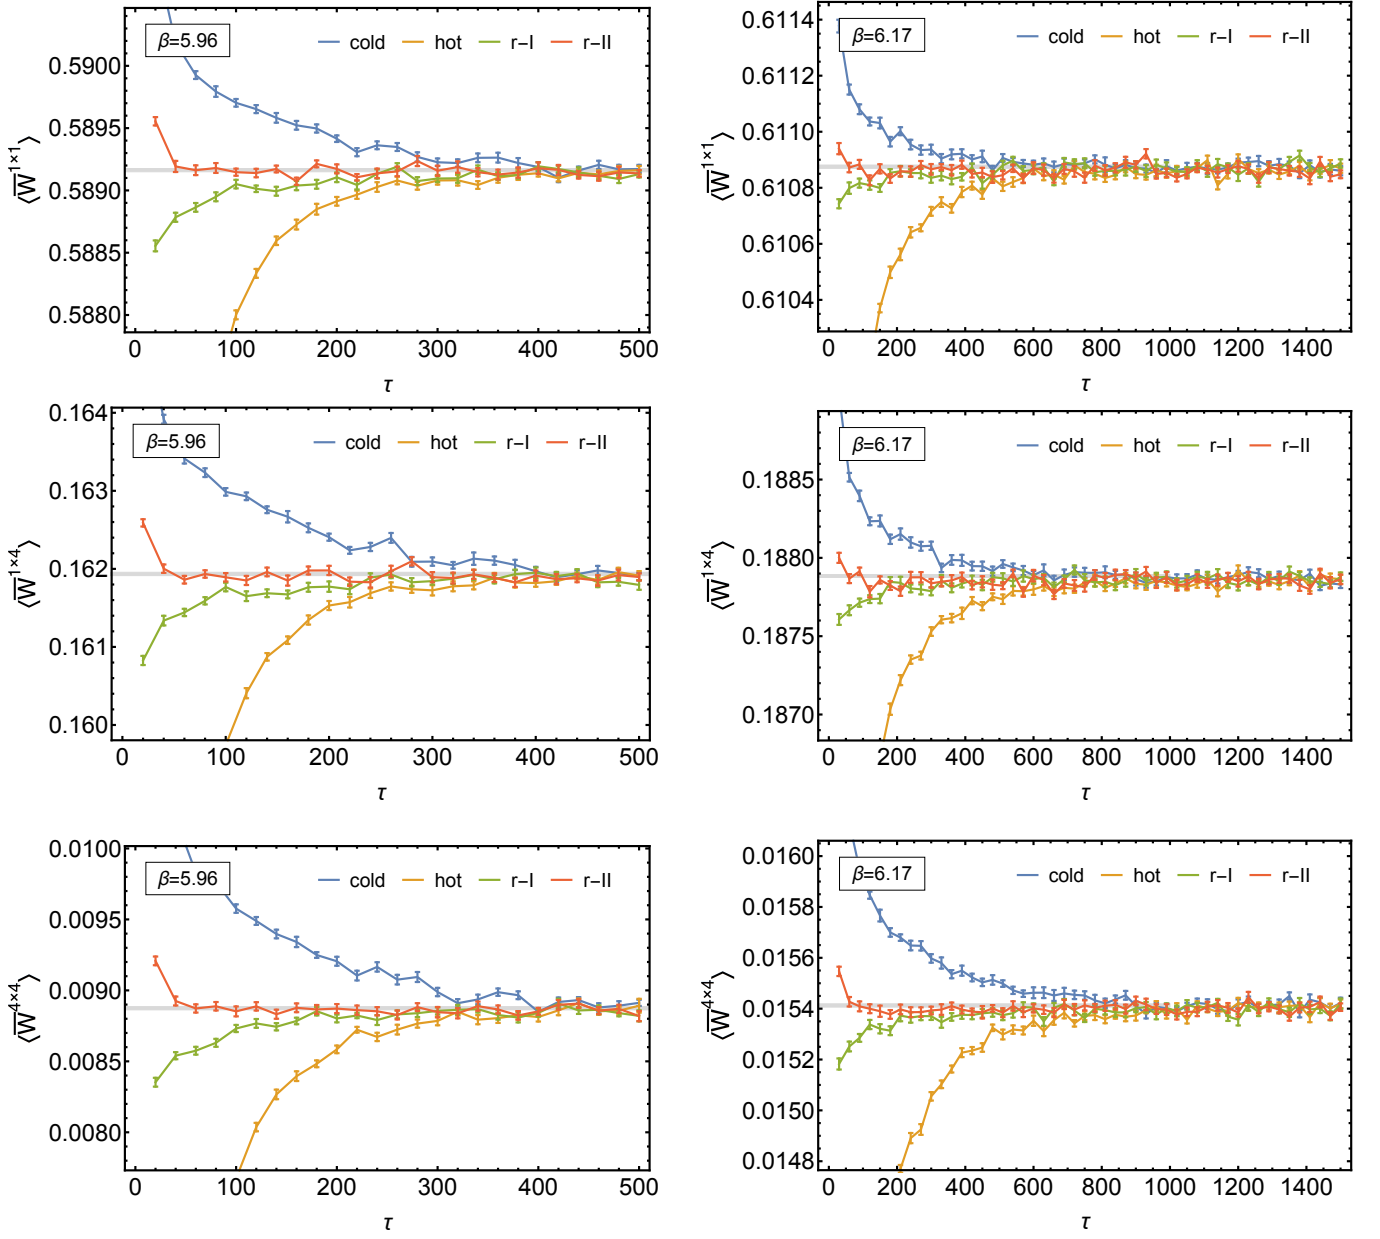 β=5.96
cold hot r-I r-II
0.5900
0.5895
0.5890
0.5885
0.5880
⟨W̅^{1×1}⟩
0 100 200 300 400 500
τ
β=6.17
cold hot r-I r-II
0.6114
0.6112
0.6110
0.6108
0.6106
0.6104
⟨W̅^{1×1}⟩
0 200 400 600 800 1000 1200 1400
τ
β=5.96
cold hot r-I r-II
0.164
0.163
0.162
0.161
0.160
⟨W̅^{1×4}⟩
0 100 200 300 400 500
τ
β=6.17
cold hot r-I r-II
0.1885
0.1880
0.1875
0.1870
⟨W̅^{1×4}⟩
0 200 400 600 800 1000 1200 1400
τ
β=5.96
cold hot r-I r-II
0.0100
0.0095
0.0090
0.0085
0.0080
⟨W̅^{4×4}⟩
0 100 200 300 400 500
τ
β=6.17
cold hot r-I r-II
0.0160
0.0158
0.0156
0.0154
0.0152
0.0150
0.0148
⟨W̅^{4×4}⟩
0 200 400 600 800 1000 1200 1400
τ